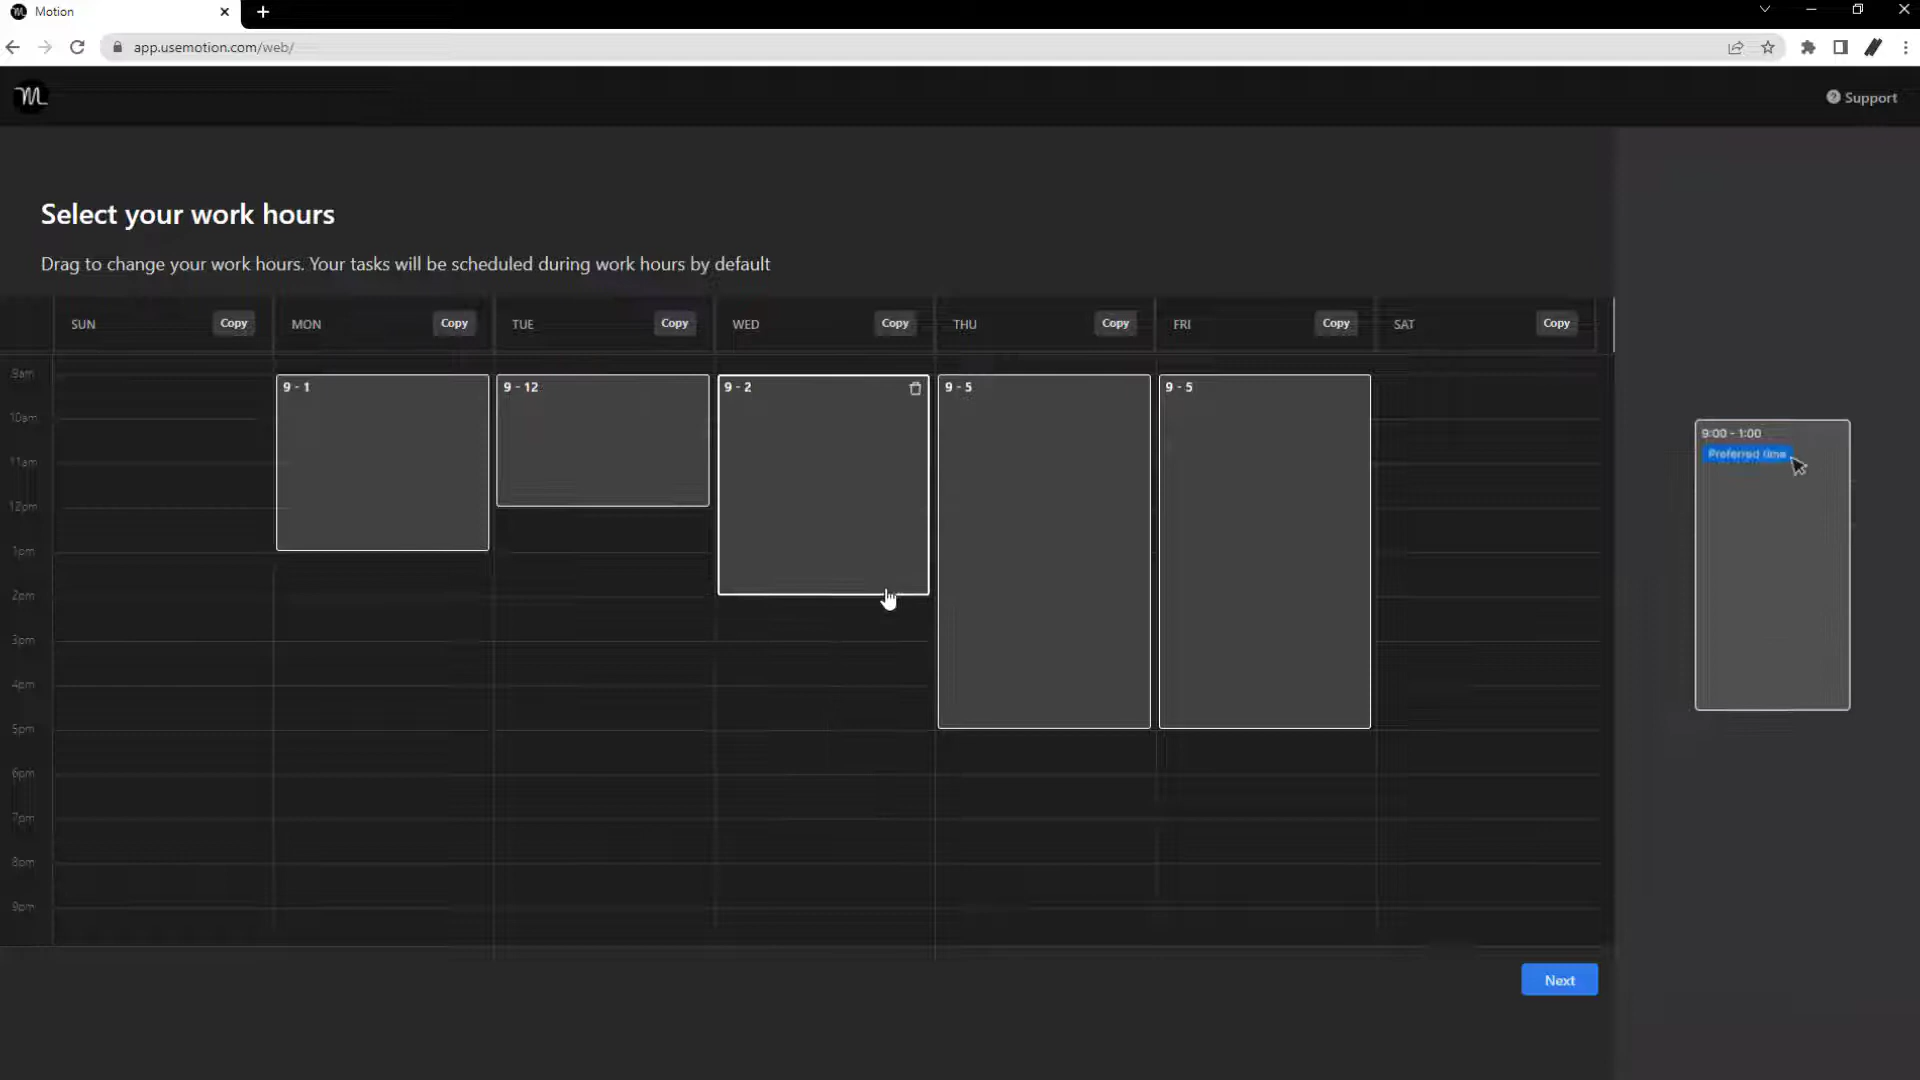 Motion
app.usemotion.com/web/
Support
Select your work hours
Drag to change your work hours. Your tasks will be scheduled during work hours by default
SUN Copy MON Copy TUE Copy WED Copy THU Copy FRI Copy SAT Copy
9am
9 - 1 9 - 12 9 - 2 9 - 5 9 - 5
10am
9:00 - 1:00
Preferred time
11am
12pm
1pm
2pm
3pm
4pm
5pm
6pm
7pm
8pm
9pm
Next